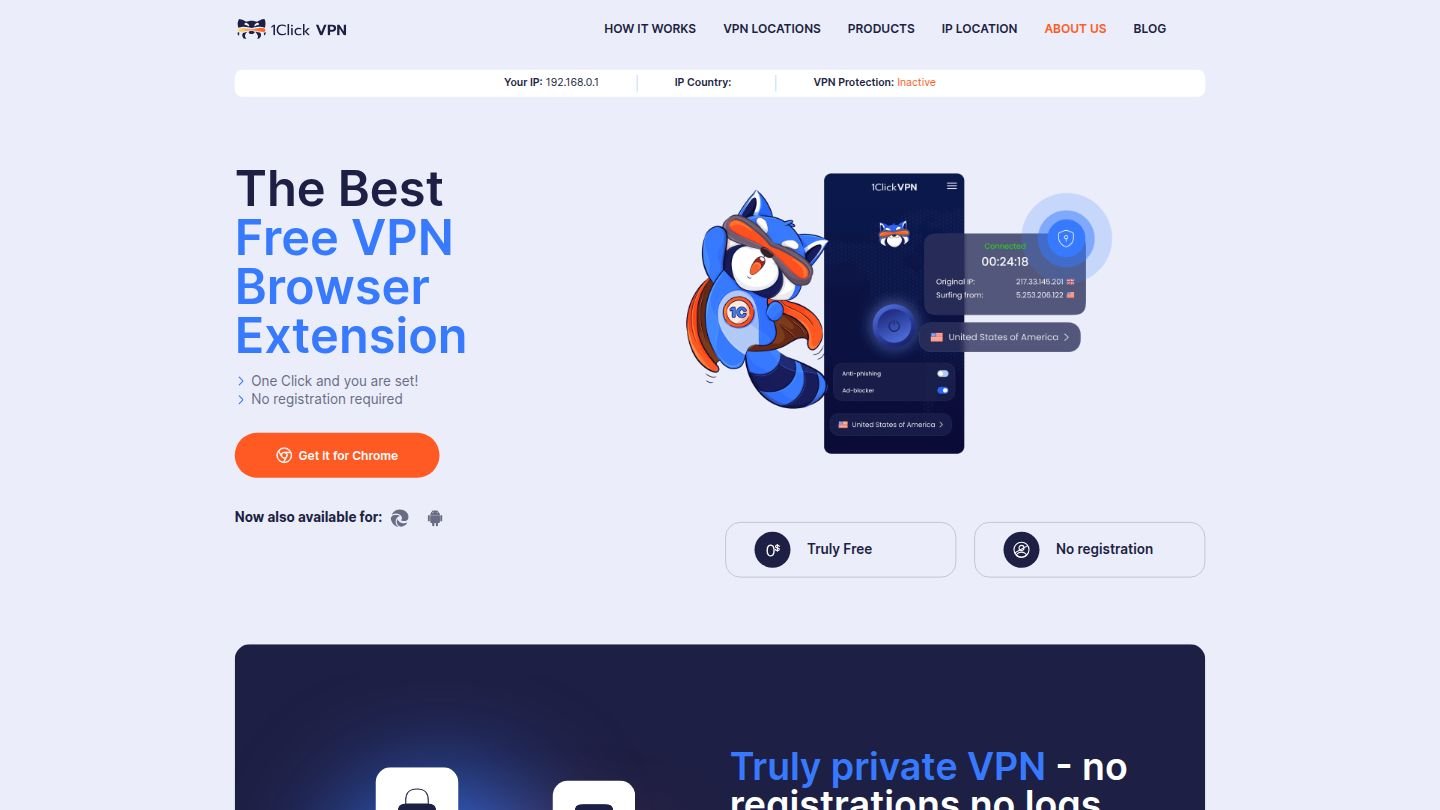 1Click VPN
HOW IT WORKS
VPN LOCATIONS
PRODUCTS
IP LOCATION
ABOUT US
BLOG
Your IP: 192.168.0.1
IP Country:
VPN Protection: Inactive
The Best
Free VPN
Browser
Extension
One Click and you are set!
No registration required
Get it for Chrome
Now also available for:
1C
1ClickVPN
Connected
00:24:18
Original IP: 217.33.145.201
Surfing from: 5.253.206.122
United States of America
Anti-phishing
Ad-blocker
United States of America
0$
Truly Free
No registration
Truly private VPN - no
registrations no logs